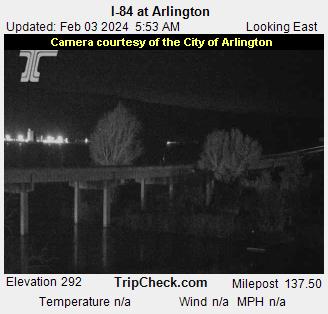 I-84 at Arlington
Updated: Feb 03 2024 5:53 AM Looking East
Camera courtesy of the City of Arlington
Elevation 292 TripCheck.com Milepost 137.50
Temperature n/a Wind n/a MPH n/a